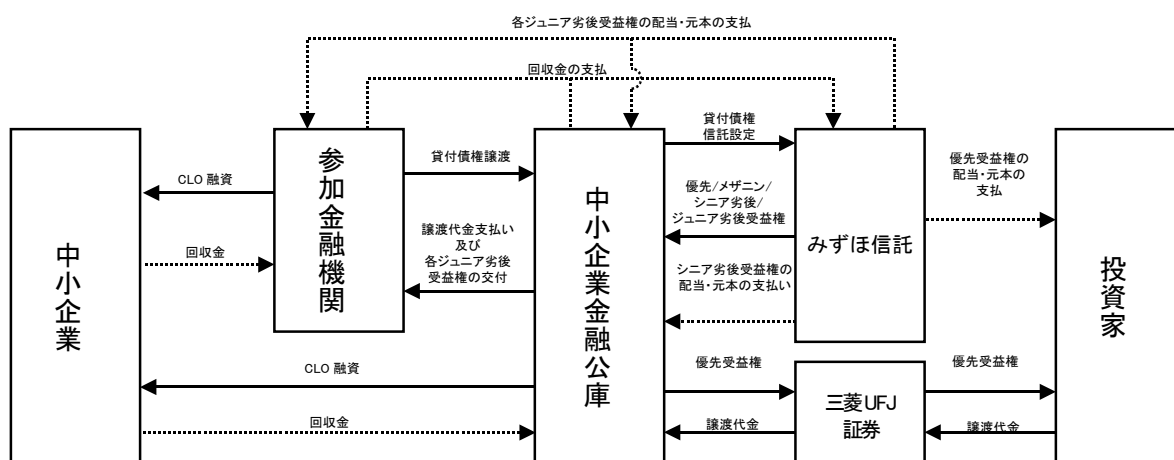 各ジュニア劣後受益権の配当・元本の支払
回収金の支払
中小企業
CLO 融資
回収金
参加金融機関
貸付債権譲渡
譲渡代金支払い
及び
各ジュニア劣後
受益権の交付
CLO 融資
回収金
中小企業金融公庫
貸付債権
信託設定
優先/メザニン/
シニア劣後/
ジュニア劣後受益権
シニア劣後受益権の
配当・元本の支払い
優先受益権
譲渡代金
みずほ信託
三菱UFJ
証券
優先受益権の
配当・元本の
支払
優先受益権
譲渡代金
投資家